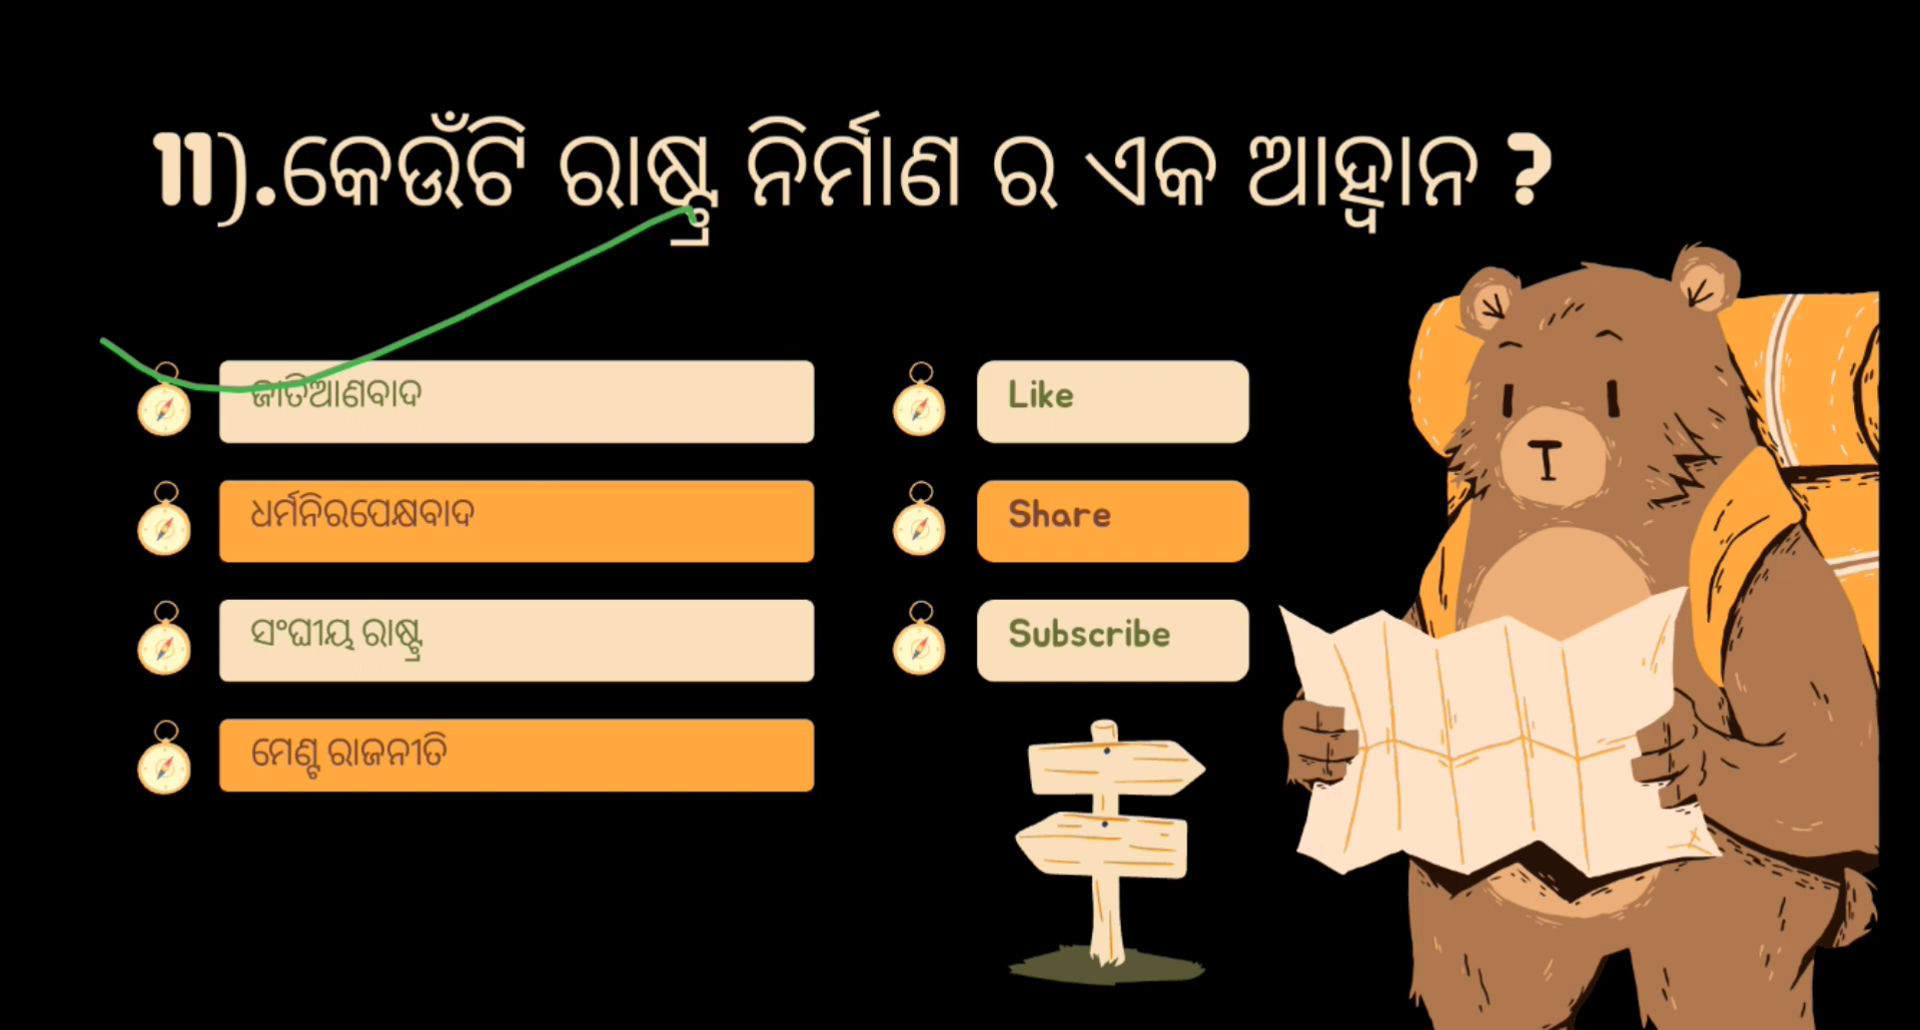 11).କେଉଁଟି ରାଷ୍ଟ୍ର ନିର୍ମାଣ ର ଏକ ଆହ୍ୱାନ ?
ଜାତିଆଣବାଦ
ଧର୍ମନିରପେକ୍ଷବାଦ
ସଂଘୀୟ ରାଷ୍ଟ୍ର
ମେଣ୍ଟ ରାଜନୀତି
Like
Share
Subscribe